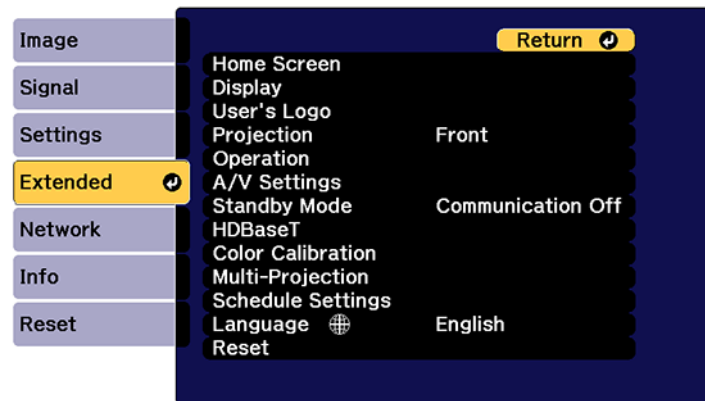 Image
Signal
Settings
Extended
Network
Info
Reset
Return
Home Screen
Display
User's Logo
Projection Front
Operation
A/V Settings
Standby Mode Communication Off
HDBaseT
Color Calibration
Multi-Projection
Schedule Settings
Language English
Reset